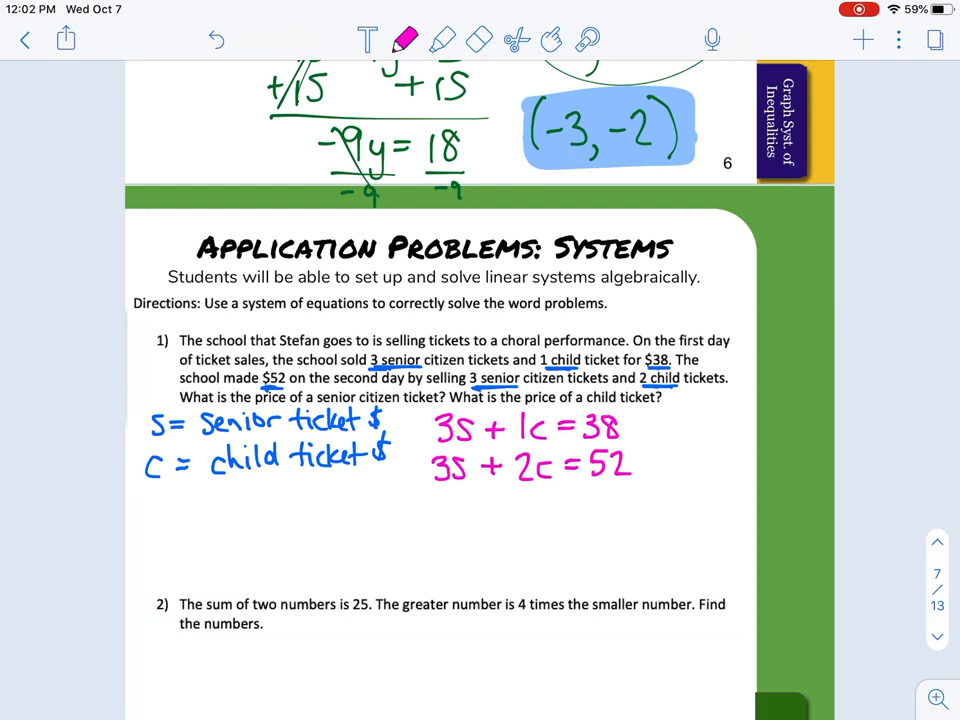 12:02 PM Wed Oct 7
59%
T
+15 +15
-9y = 18
-9 -9
(-3, -2)
6
Graph Syst. of
Inequalities
Application Problems: Systems
Students will be able to set up and solve linear systems algebraically.
Directions: Use a system of equations to correctly solve the word problems.
1) The school that Stefan goes to is selling tickets to a choral performance. On the first day
of ticket sales, the school sold 3 senior citizen tickets and 1 child ticket for $38. The
school made $52 on the second day by selling 3 senior citizen tickets and 2 child tickets.
What is the price of a senior citizen ticket? What is the price of a child ticket?
s = senior ticket $
c = child ticket $
3s + 1c = 38
3s + 2c = 52
2) The sum of two numbers is 25. The greater number is 4 times the smaller number. Find
the numbers.
7
/
13